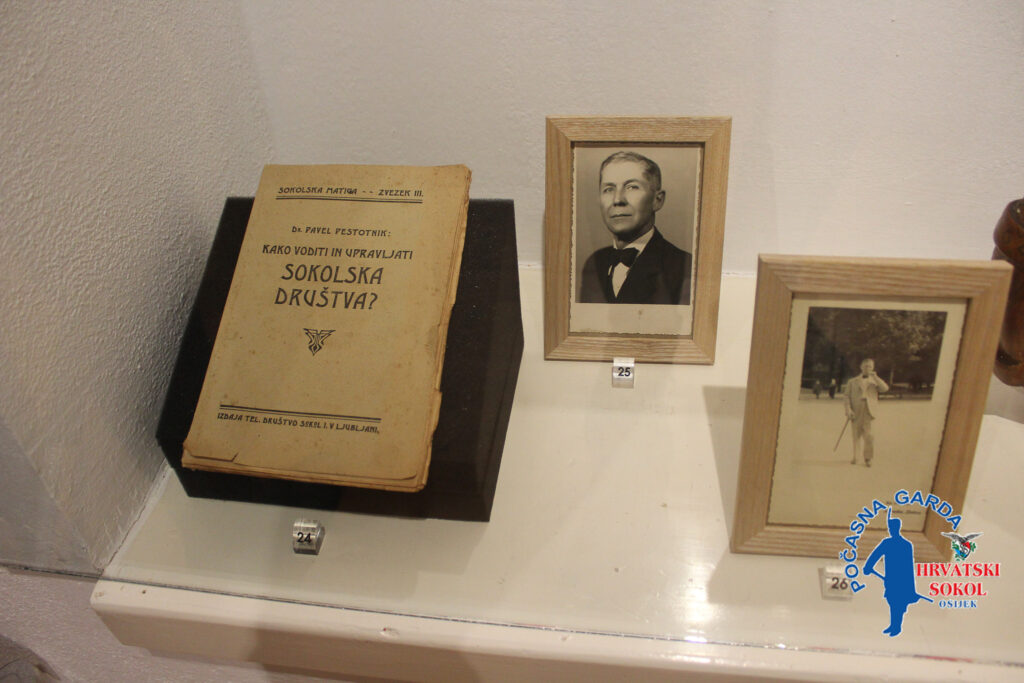 SOKOLSKA MATICA - - ZVEZEK III.
DR. PAVEL PESTOTNIK:
KAKO VODITI IN UPRAVLJATI
SOKOLSKA
DRUŠTVA?
IZDAJA TEL. DRUŠTVO SOKOL I. V LJUBLJANI.
24
25
26
POČASNA GARDA
HRVATSKI
SOKOL
OSIJEK